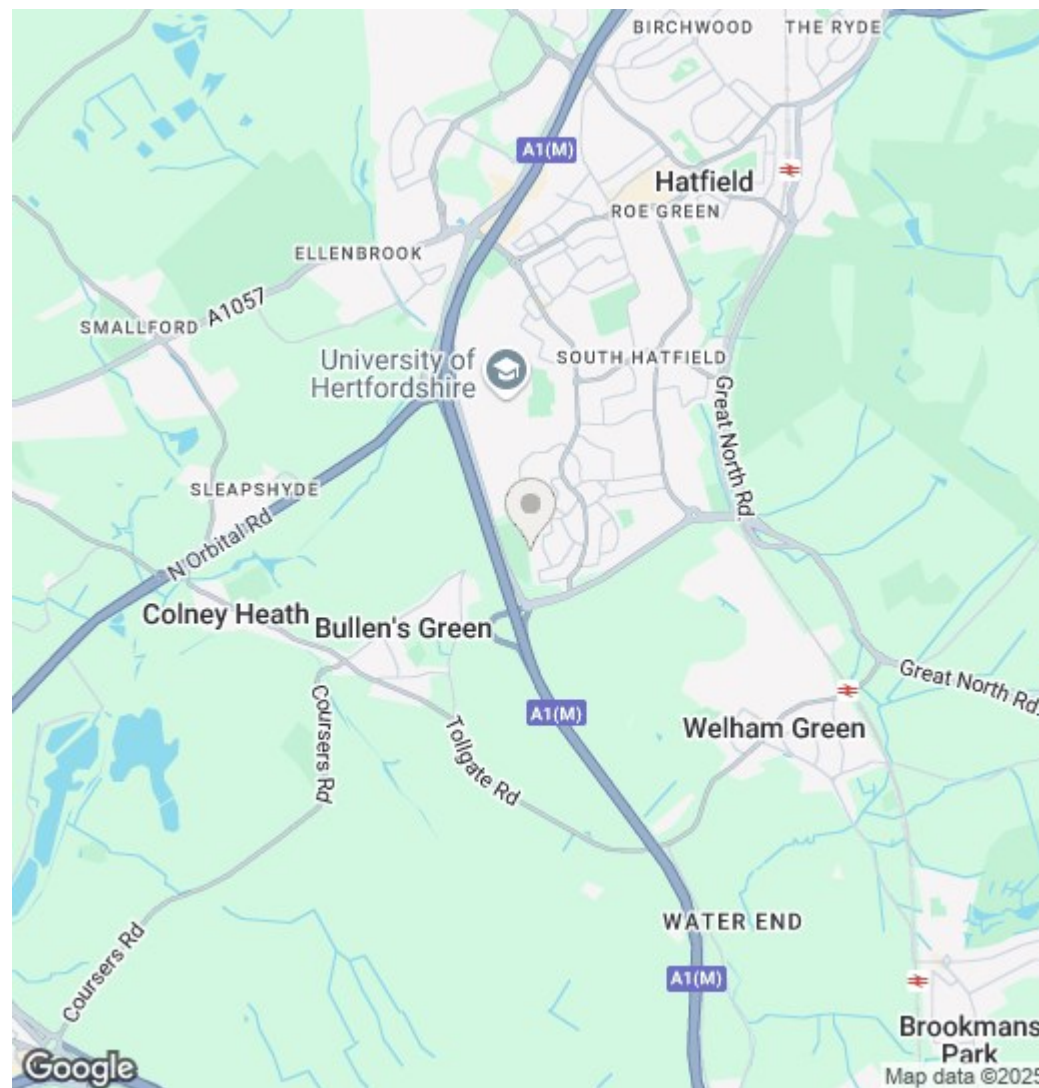 BIRCHWOOD
THE RYDE
A1(M)
Hatfield
ROE GREEN
ELLENBROOK
A1057
SMALLFORD
University of
Hertfordshire
SOUTH HATFIELD
Great North Rd.
SLEAPSHYDE
N Orbital Rd
Colney Heath
Bullen's Green
Great North Rd.
Coursers Rd
A1(M)
Welham Green
Tollgate Rd
WATER END
Coursers Rd
A1(M)
Brookmans
Park
Google
Map data ©2025